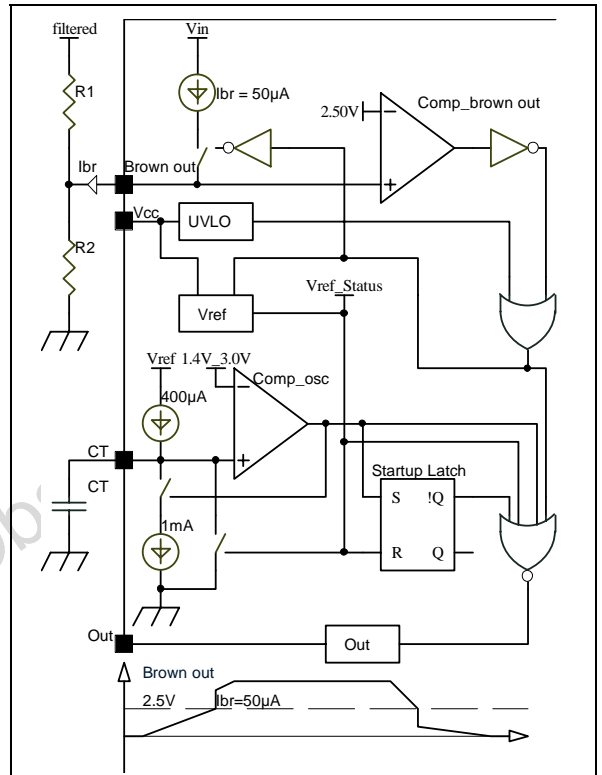 filtered
Vin
R1
Ibr = 50µA
2.50V
Comp_brown out
Ibr
Brown out
Vcc
UVLO
R2
Vref_Status
Vref
Vref 1.4V_3.0V
Comp_osc
400µA
CT
CT
Startup Latch
S !Q
1mA
R Q
Out
Out
Brown out
2.5V
Ibr=50µA